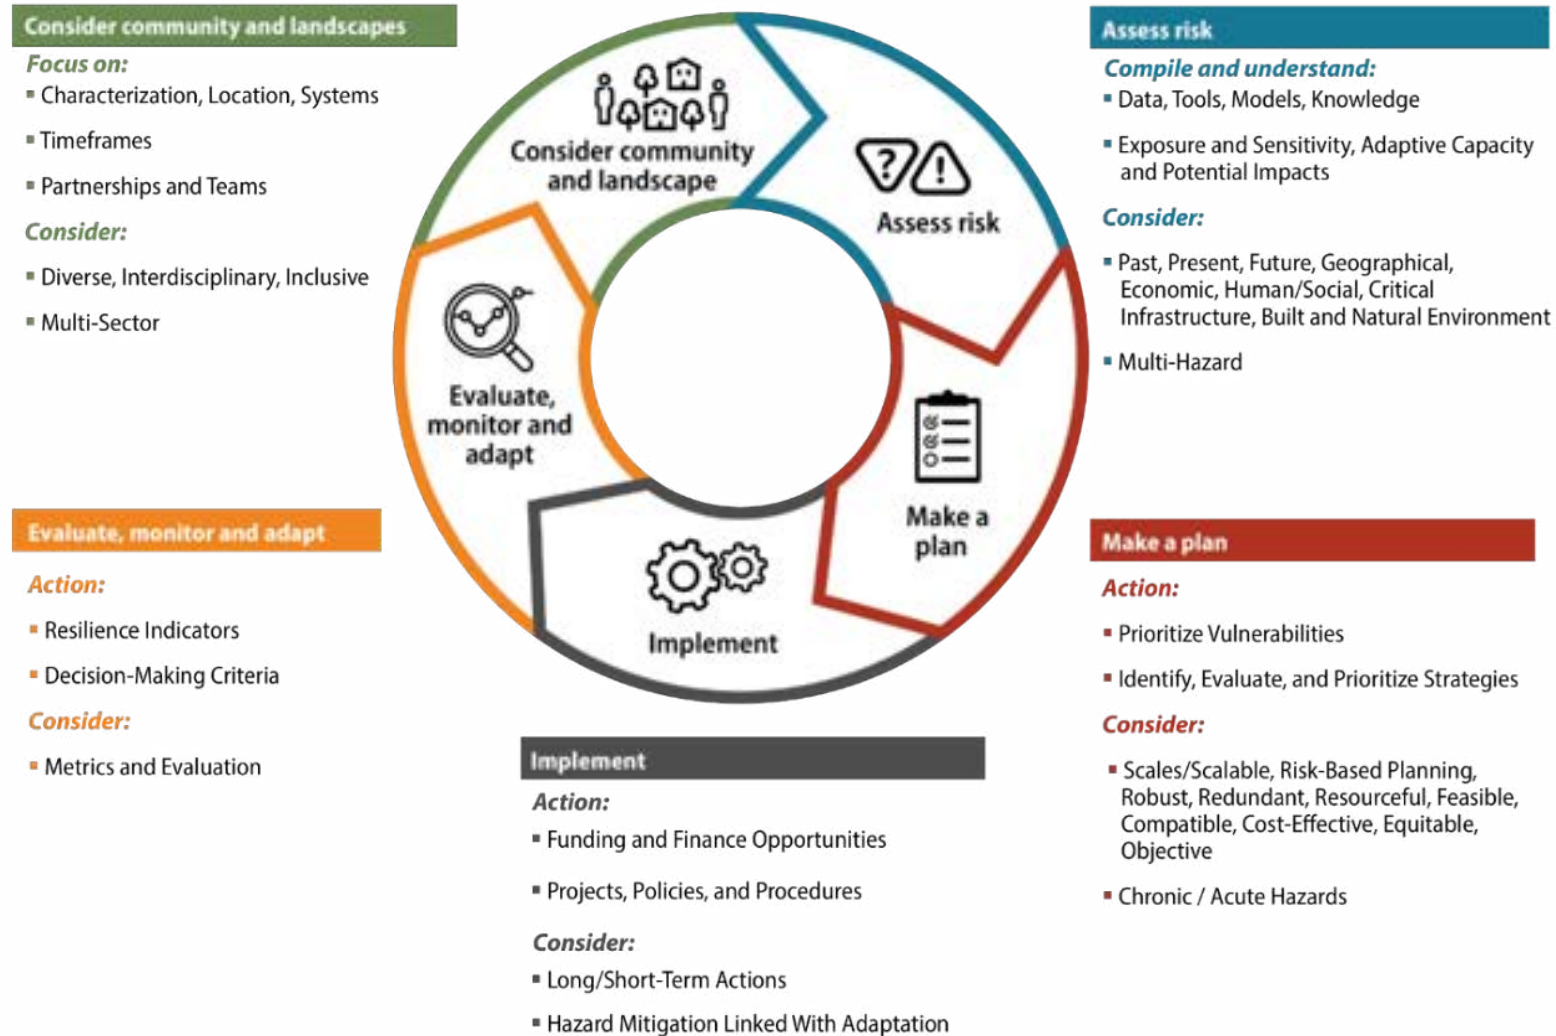 Consider community and landscapes
Focus on:
▪ Characterization, Location, Systems
▪ Timeframes
▪ Partnerships and Teams
Consider:
▪ Diverse, Interdisciplinary, Inclusive
▪ Multi-Sector
Consider community
and landscape
Assess risk
Make a
plan
Implement
Evaluate,
monitor and
adapt
Assess risk
Compile and understand:
▪ Data, Tools, Models, Knowledge
▪ Exposure and Sensitivity, Adaptive Capacity
and Potential Impacts
Consider:
▪ Past, Present, Future, Geographical,
Economic, Human/Social, Critical
Infrastructure, Built and Natural Environment
▪ Multi-Hazard
Make a plan
Action:
▪ Prioritize Vulnerabilities
▪ Identify, Evaluate, and Prioritize Strategies
Consider:
▪ Scales/Scalable, Risk-Based Planning,
Robust, Redundant, Resourceful, Feasible,
Compatible, Cost-Effective, Equitable,
Objective
▪ Chronic / Acute Hazards
Implement
Action:
▪ Funding and Finance Opportunities
▪ Projects, Policies, and Procedures
Consider:
▪ Long/Short-Term Actions
▪ Hazard Mitigation Linked With Adaptation
Evaluate, monitor and adapt
Action:
▪ Resilience Indicators
▪ Decision-Making Criteria
Consider:
▪ Metrics and Evaluation